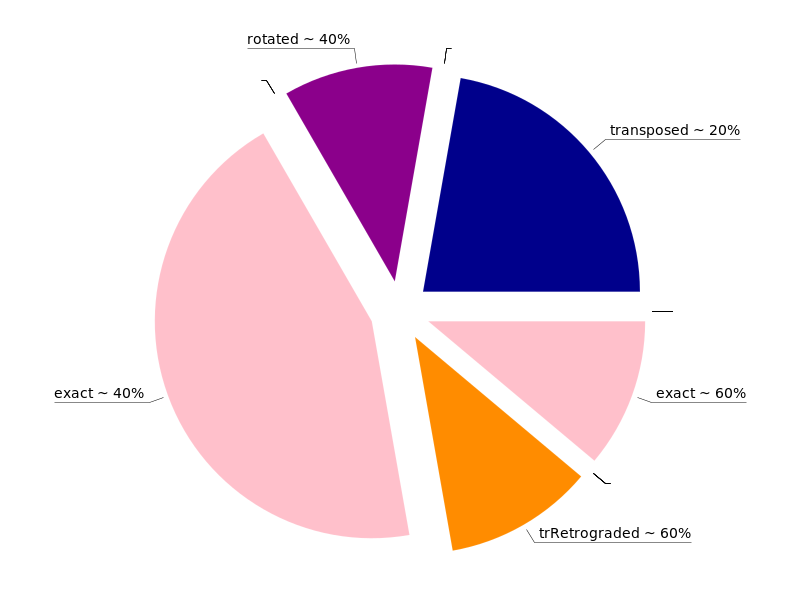 rotated ~ 40%
transposed ~ 20%
exact ~ 40%
exact ~ 60%
trRetrograded ~ 60%